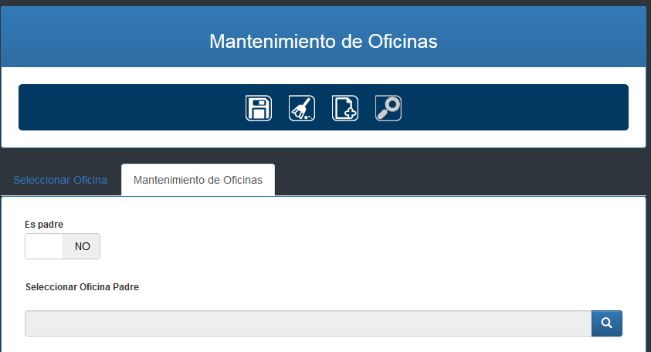 Mantenimiento de Oficinas
Seleccionar Oficina
Mantenimiento de Oficinas
Es padre
NO
Seleccionar Oficina Padre